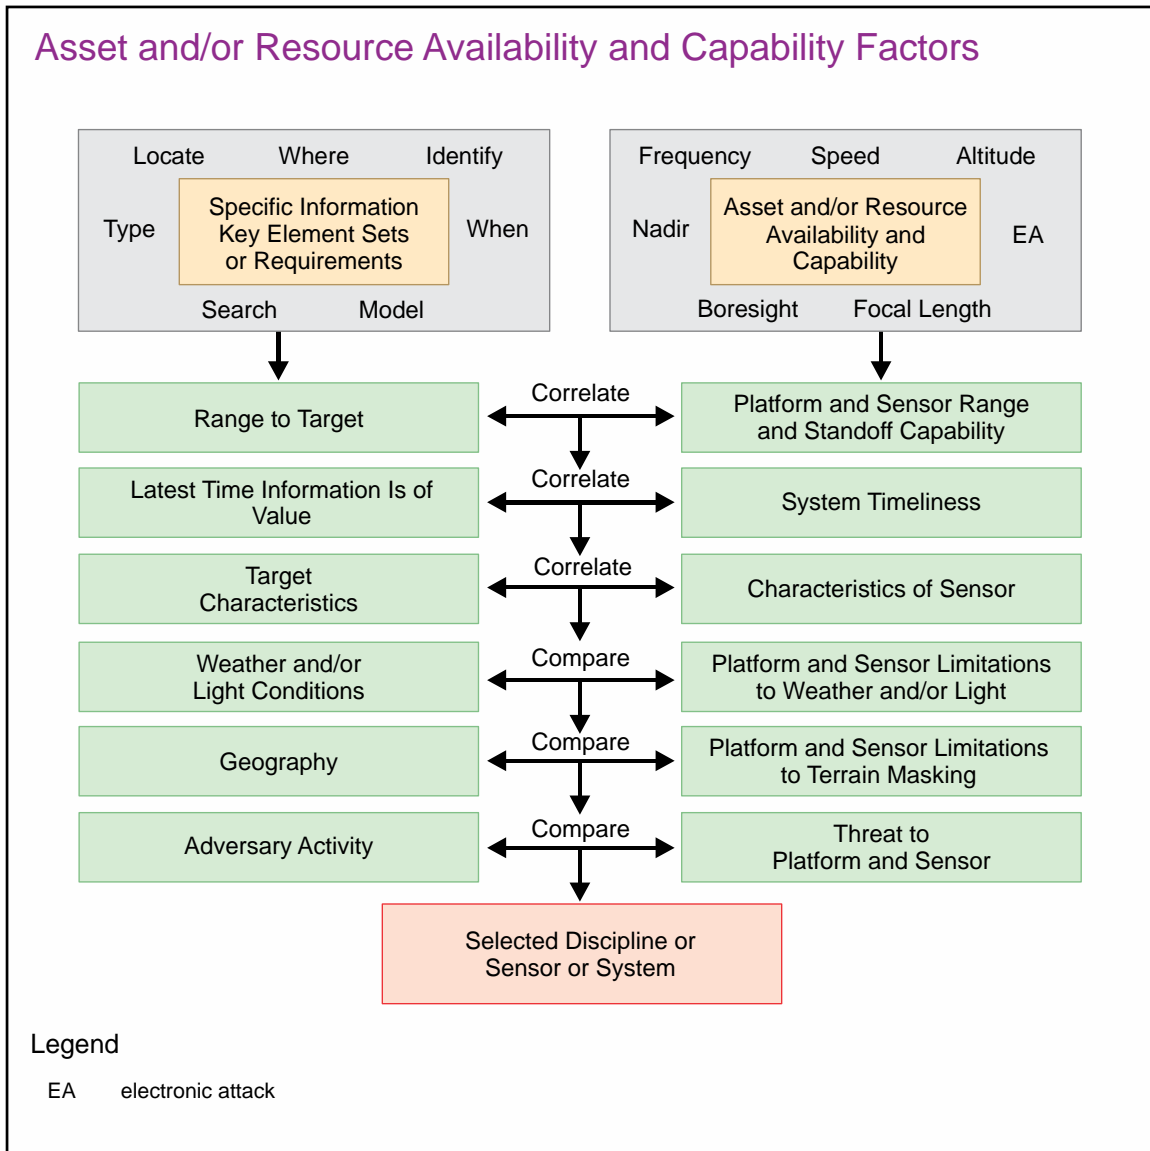 Asset and/or Resource Availability and Capability Factors
Locate Where Identify
Type
Specific Information
Key Element Sets
or Requirements
When
Search Model
Frequency Speed Altitude
Nadir
Asset and/or Resource
Availability and
Capability
EA
Boresight Focal Length
Range to Target
Correlate
Platform and Sensor Range
and Standoff Capability
Latest Time Information Is of
Value
Correlate
System Timeliness
Target
Characteristics
Correlate
Characteristics of Sensor
Weather and/or
Light Conditions
Compare
Platform and Sensor Limitations
to Weather and/or Light
Geography
Compare
Platform and Sensor Limitations
to Terrain Masking
Adversary Activity
Compare
Threat to
Platform and Sensor
Selected Discipline or
Sensor or System
Legend
EA electronic attack